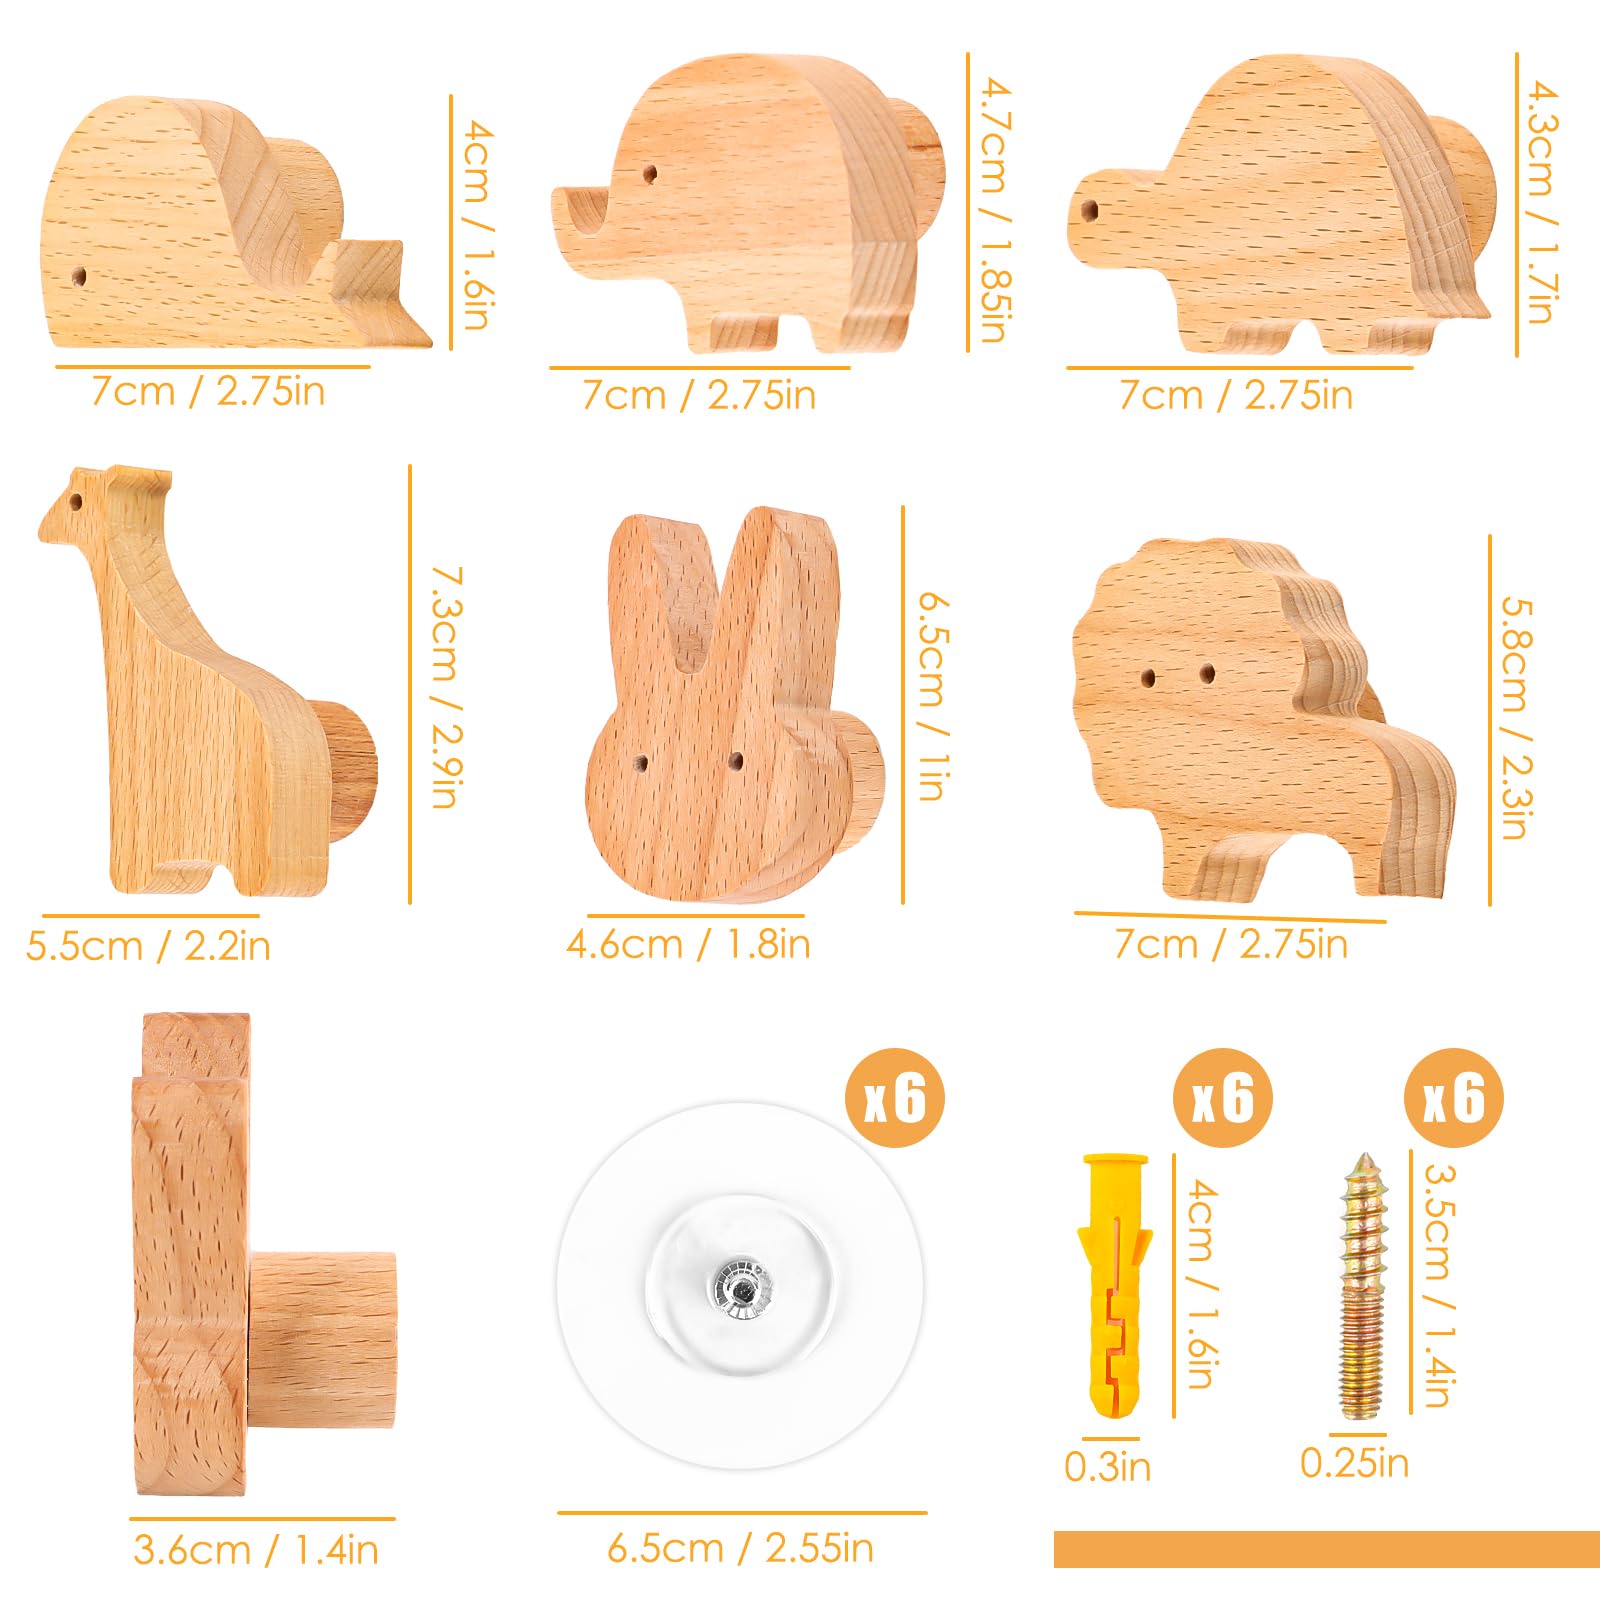 4cm / 1.6in
7cm / 2.75in
4.7cm / 1.85in
7cm / 2.75in
4.3cm / 1.7in
7cm / 2.75in
7.3cm / 2.9in
5.5cm / 2.2in
6.5cm / 1in
4.6cm / 1.8in
5.8cm / 2.3in
7cm / 2.75in
3.6cm / 1.4in
x6
6.5cm / 2.55in
x6
4cm / 1.6in
0.3in
x6
3.5cm / 1.4in
0.25in